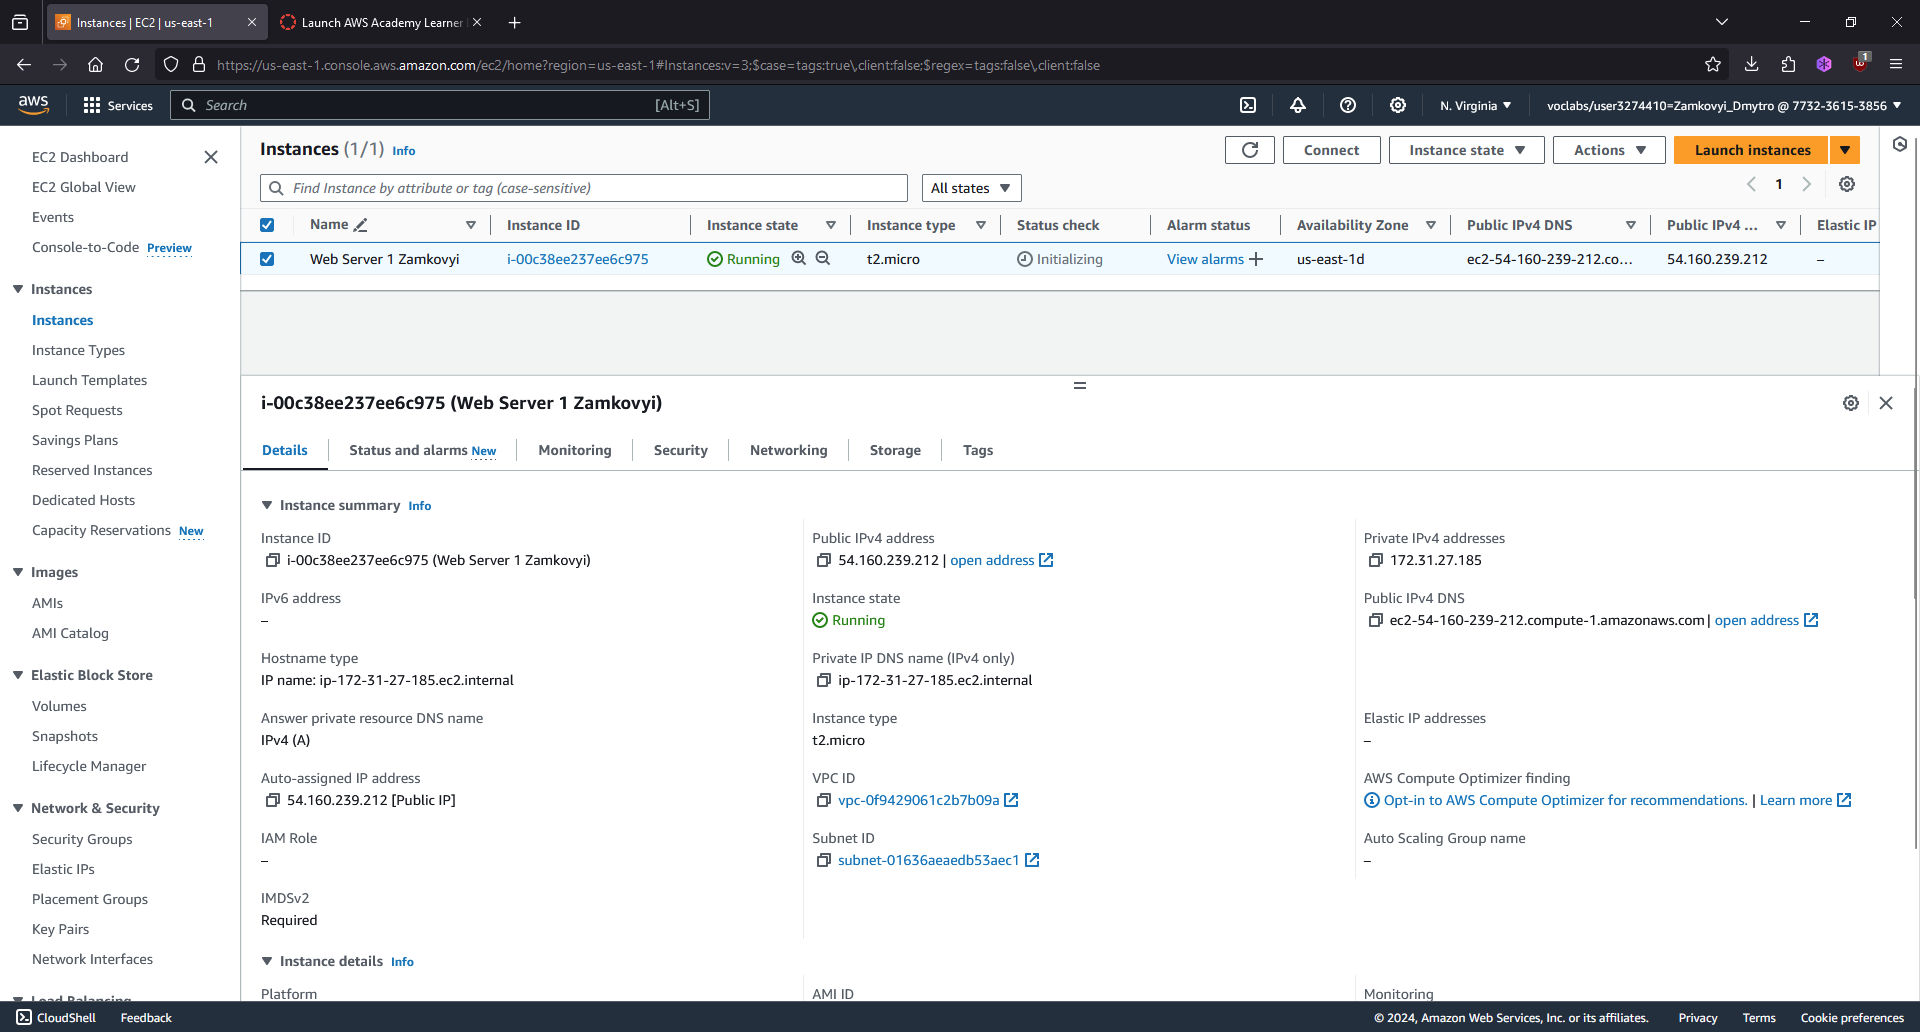 Instances | EC2 | us-east-1
Launch AWS Academy Learner
https://us-east-1.console.aws.amazon.com/ec2/home?region=us-east-1#Instances:v=3;$case=tags:true\,client:false;$regex=tags:false\,client:false
1
aws
Services
Search
[Alt+S]
N. Virginia
voclabs/user3274410=Zamkovyi_Dmytro @ 7732-3615-3856
EC2 Dashboard
EC2 Global View
Events
Console-to-Code Preview
Instances
Instances
Instance Types
Launch Templates
Spot Requests
Savings Plans
Reserved Instances
Dedicated Hosts
Capacity Reservations New
Images
AMIs
AMI Catalog
Elastic Block Store
Volumes
Snapshots
Lifecycle Manager
Network & Security
Security Groups
Elastic IPs
Placement Groups
Key Pairs
Network Interfaces
Load Balancing
Instances (1/1) Info
Connect
Instance state
Actions
Launch instances
Find Instance by attribute or tag (case-sensitive)
All states
1
Name Instance ID Instance state Instance type Status check Alarm status Availability Zone Public IPv4 DNS Public IPv4 ... Elastic IP
Web Server 1 Zamkovyi i-00c38ee237ee6c975 Running t2.micro Initializing View alarms + us-east-1d ec2-54-160-239-212.co... 54.160.239.212 –
i-00c38ee237ee6c975 (Web Server 1 Zamkovyi)
Details
Status and alarms New
Monitoring
Security
Networking
Storage
Tags
Instance summary Info
Instance ID
i-00c38ee237ee6c975 (Web Server 1 Zamkovyi)
Public IPv4 address
54.160.239.212 | open address
Private IPv4 addresses
172.31.27.185
IPv6 address
–
Instance state
Running
Public IPv4 DNS
ec2-54-160-239-212.compute-1.amazonaws.com | open address
Hostname type
IP name: ip-172-31-27-185.ec2.internal
Private IP DNS name (IPv4 only)
ip-172-31-27-185.ec2.internal
Answer private resource DNS name
IPv4 (A)
Instance type
t2.micro
Elastic IP addresses
–
Auto-assigned IP address
54.160.239.212 [Public IP]
VPC ID
vpc-0f9429061c2b7b09a
AWS Compute Optimizer finding
Opt-in to AWS Compute Optimizer for recommendations. | Learn more
IAM Role
–
Subnet ID
subnet-01636aeaedb53aec1
Auto Scaling Group name
–
IMDSv2
Required
Instance details Info
Platform
AMI ID
Monitoring
CloudShell
Feedback
© 2024, Amazon Web Services, Inc. or its affiliates.
Privacy
Terms
Cookie preferences